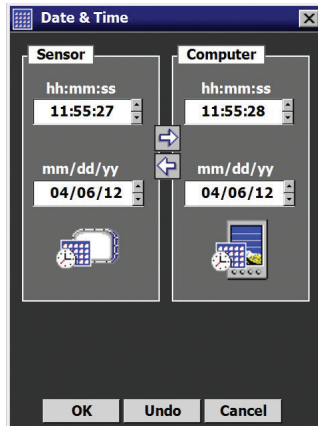 Date & Time
Sensor
Computer
hh:mm:ss
hh:mm:ss
11:55:27
11:55:28
mm/dd/yy
mm/dd/yy
04/06/12
04/06/12
OK
Undo
Cancel